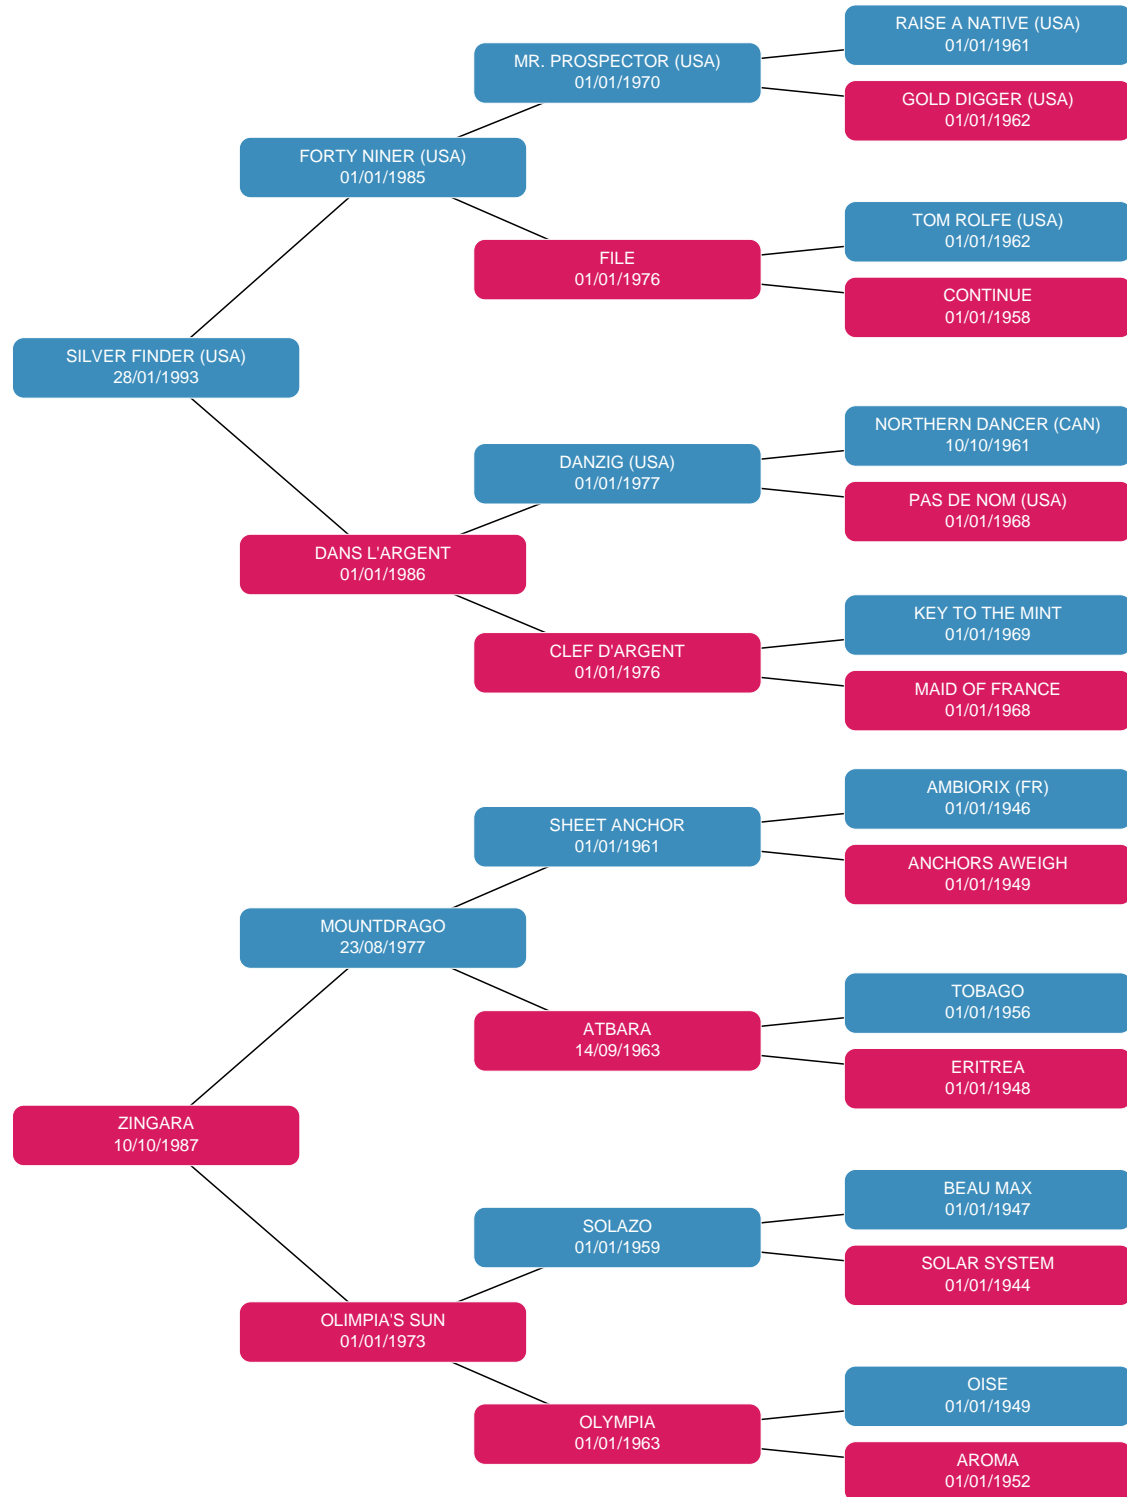 RAISE A NATIVE (USA)
01/01/1961
MR. PROSPECTOR (USA)
01/01/1970
GOLD DIGGER (USA)
01/01/1962
FORTY NINER (USA)
01/01/1985
TOM ROLFE (USA)
01/01/1962
FILE
01/01/1976
CONTINUE
01/01/1958
SILVER FINDER (USA)
28/01/1993
NORTHERN DANCER (CAN)
10/10/1961
DANZIG (USA)
01/01/1977
PAS DE NOM (USA)
01/01/1968
DANS L'ARGENT
01/01/1986
KEY TO THE MINT
01/01/1969
CLEF D'ARGENT
01/01/1976
MAID OF FRANCE
01/01/1968
AMBIORIX (FR)
01/01/1946
SHEET ANCHOR
01/01/1961
ANCHORS AWEIGH
01/01/1949
MOUNTDRAGO
23/08/1977
TOBAGO
01/01/1956
ATBARA
14/09/1963
ERITREA
01/01/1948
ZINGARA
10/10/1987
BEAU MAX
01/01/1947
SOLAZO
01/01/1959
SOLAR SYSTEM
01/01/1944
OLIMPIA'S SUN
01/01/1973
OISE
01/01/1949
OLYMPIA
01/01/1963
AROMA
01/01/1952